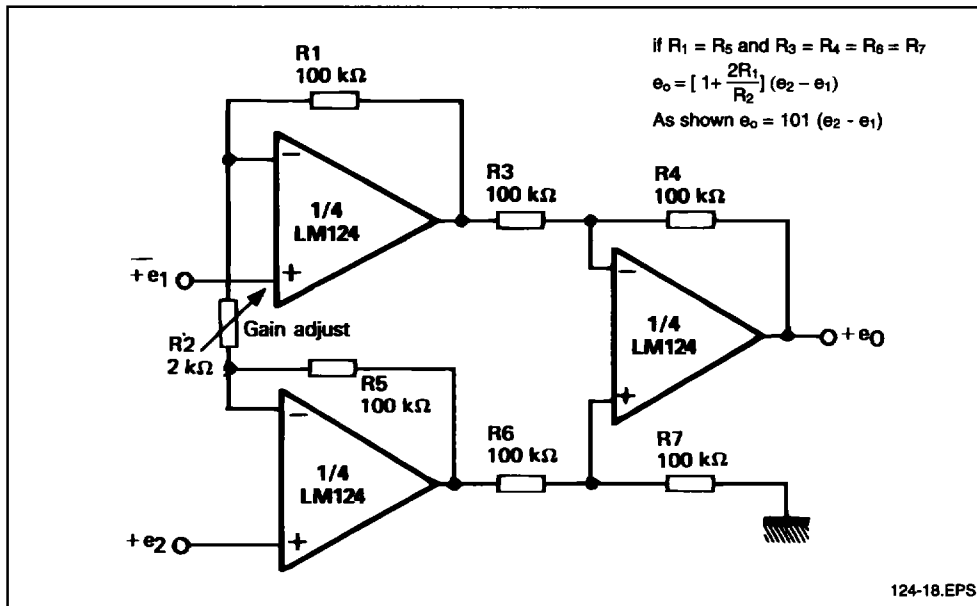 R1
100 kΩ
if R1 = R5 and R3 = R4 = R6 = R7
eo = [ 1+ 2R1/R2 ] (e2 – e1)
As shown eo = 101 (e2 - e1)
R3
100 kΩ
R4
100 kΩ
1/4
LM124
+ e1
R2
2 kΩ
Gain adjust
1/4
LM124
+ eO
R5
100 kΩ
R6
100 kΩ
R7
100 kΩ
1/4
LM124
+ e2
124-18.EPS